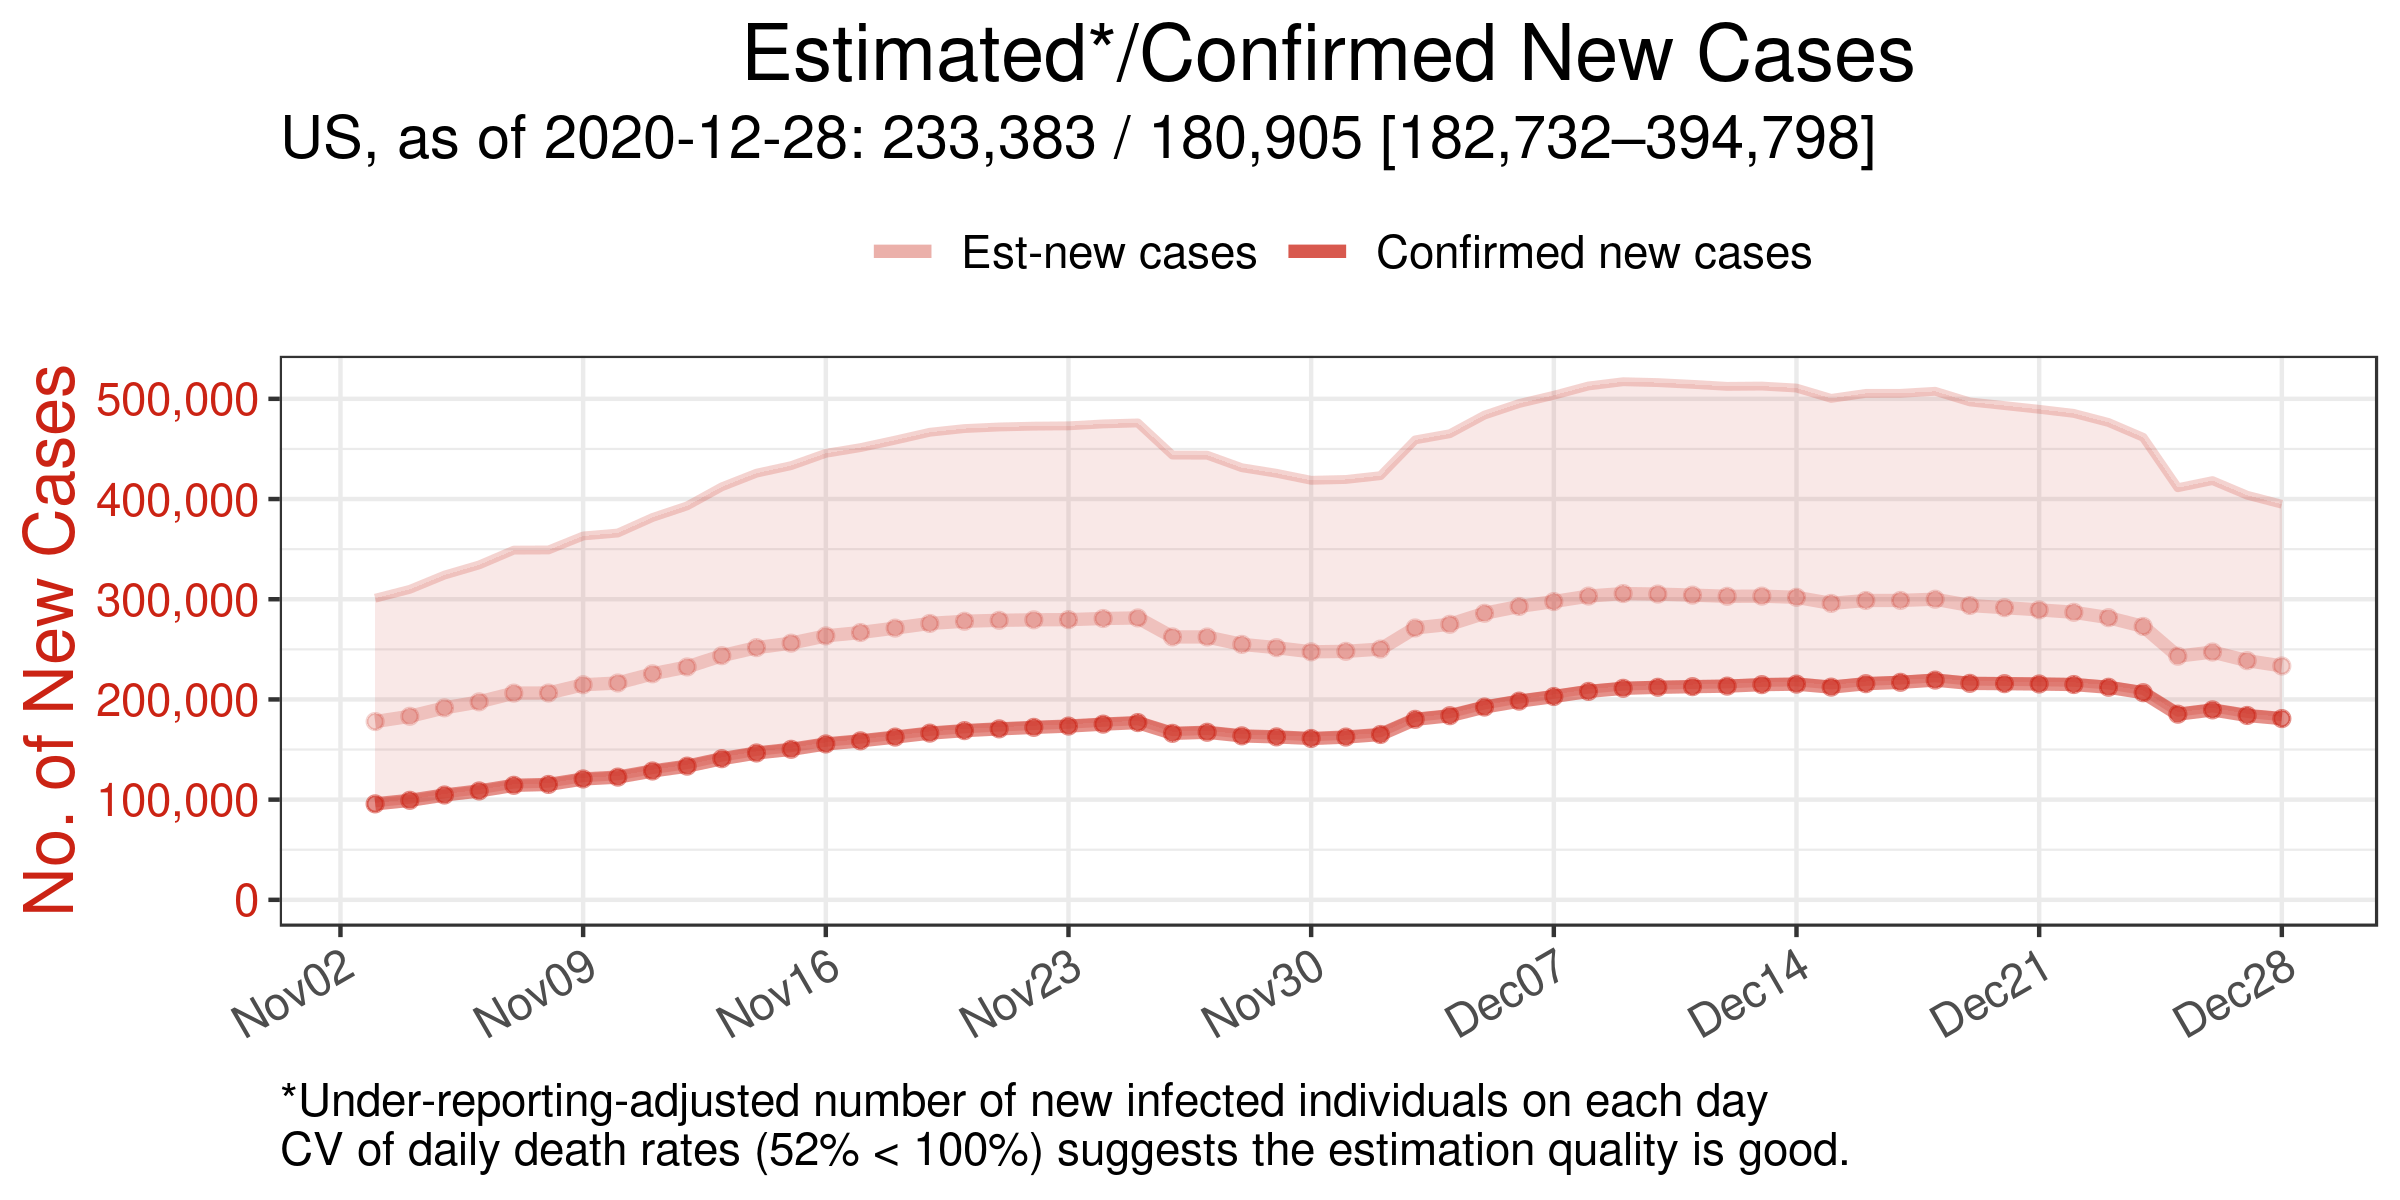 Estimated*/Confirmed New Cases
US, as of 2020-12-28: 233,383 / 180,905 [182,732–394,798]
Est-new cases Confirmed new cases
No. of New Cases
500,000
400,000
300,000
200,000
100,000
0
Nov02 Nov09 Nov16 Nov23 Nov30 Dec07 Dec14 Dec21 Dec28
*Under-reporting-adjusted number of new infected individuals on each day
CV of daily death rates (52% < 100%) suggests the estimation quality is good.